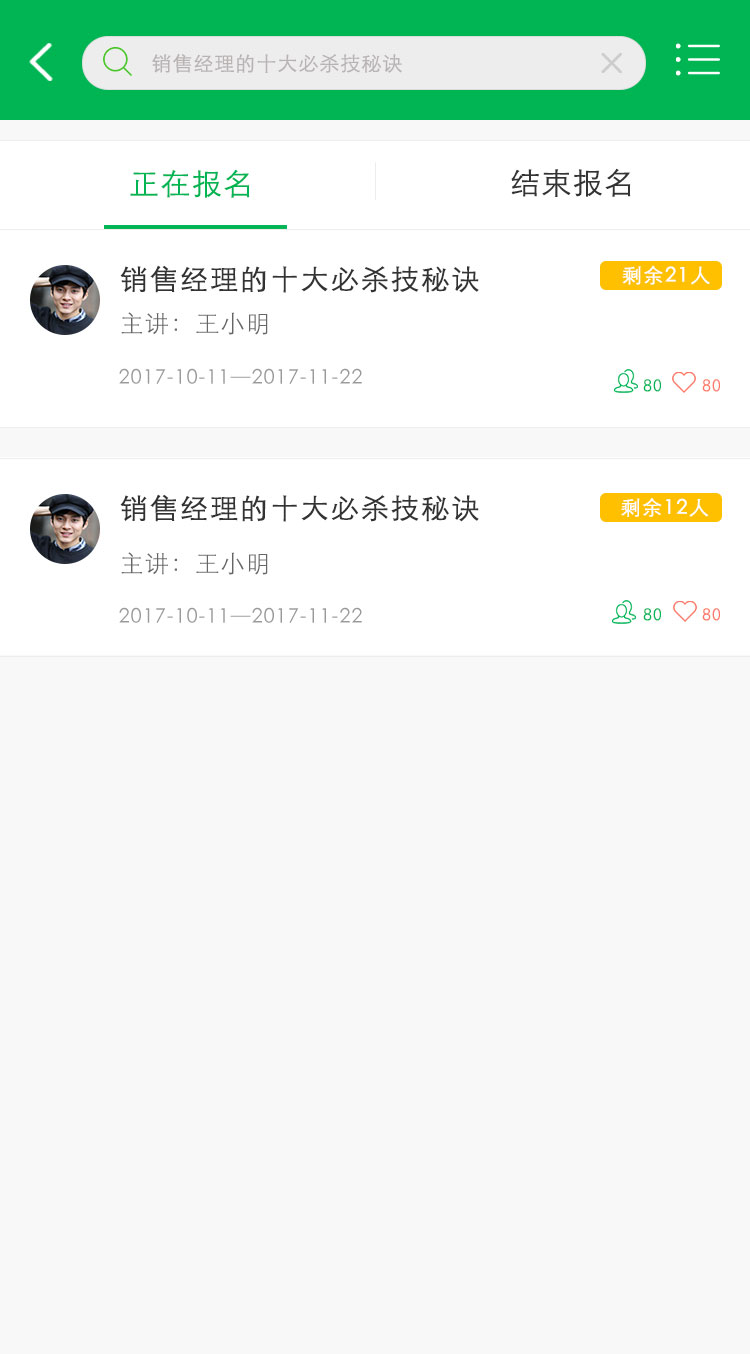 销售经理的十大必杀技秘诀
正在报名 结束报名
销售经理的十大必杀技秘诀 剩余21人
主讲：王小明
2017-10-11—2017-11-22 80 80
销售经理的十大必杀技秘诀 剩余12人
主讲：王小明
2017-10-11—2017-11-22 80 80